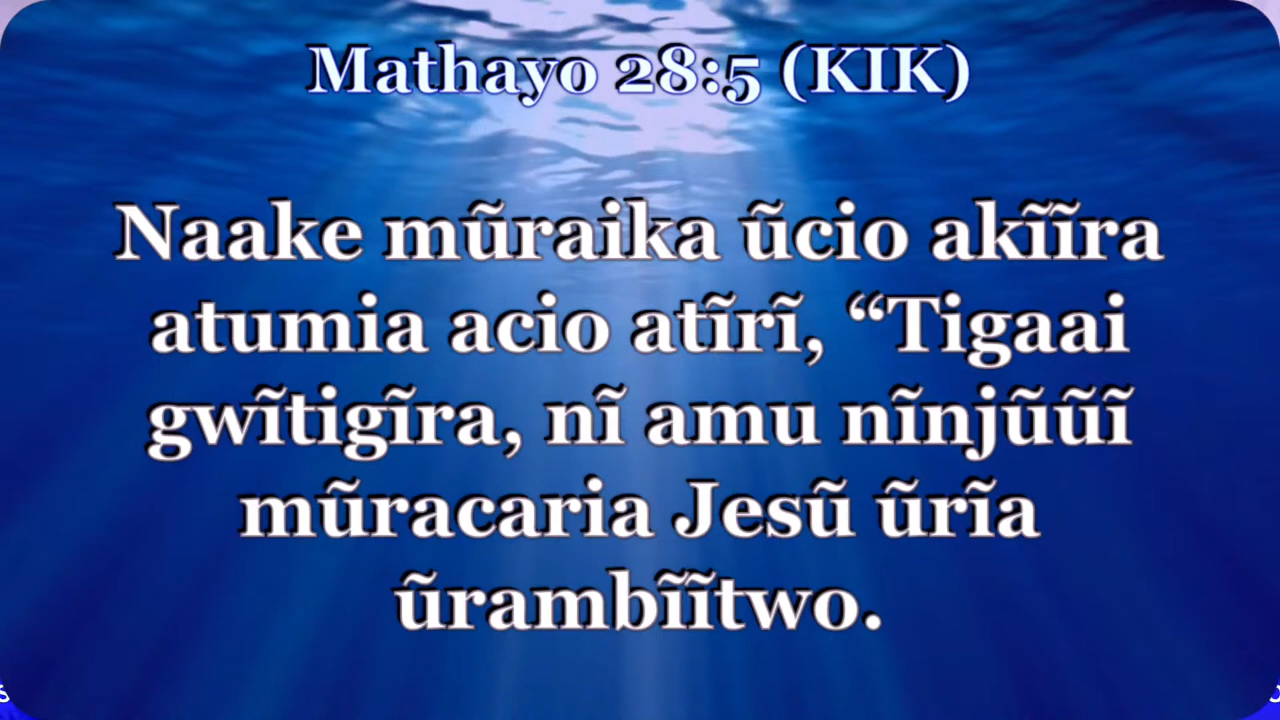 Mathayo 28:5 (KIK)
Naake mũraika ũcio akĩĩra
atumia acio atĩrĩ, “Tigaai
gwĩtigĩra, nĩ amu nĩnjũũĩ
mũracaria Jesũ ũrĩa
ũrambĩĩtwo.